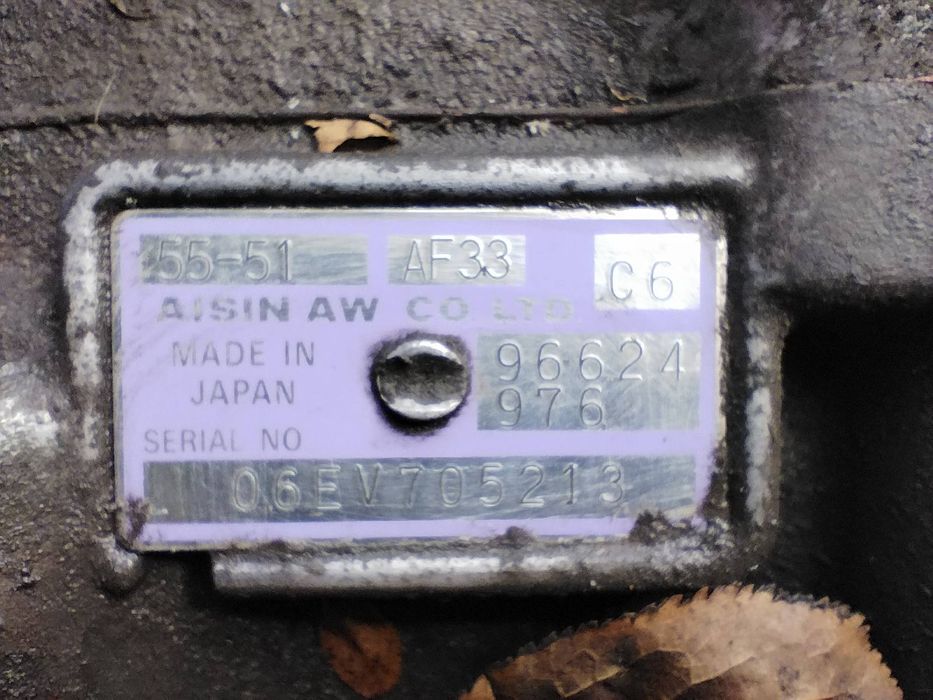 55-51 AF33 C6
AISIN AW CO LTD
MADE IN
JAPAN
96624
976
SERIAL NO
06EV705213